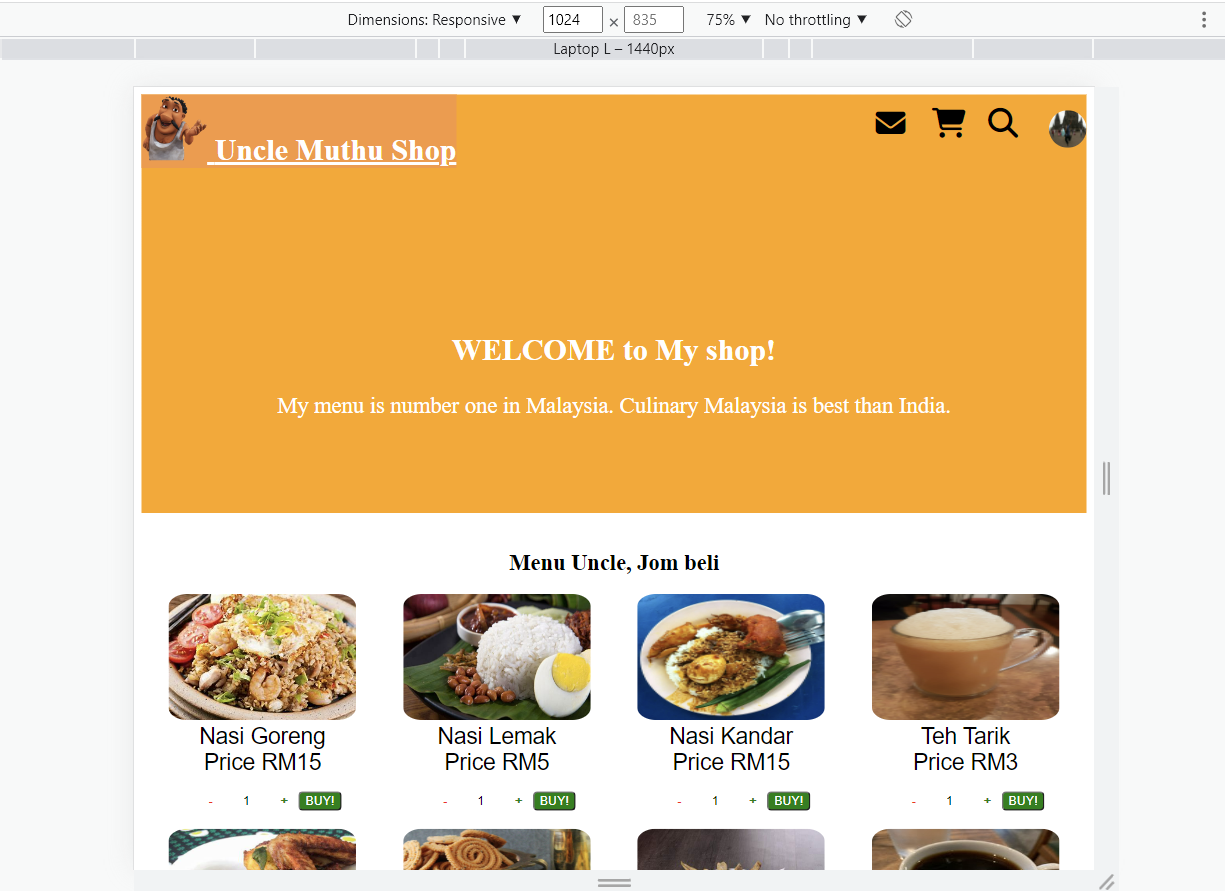 Dimensions: Responsive ▼ 1024 × 835 75% ▼ No throttling ▼
Laptop L – 1440px
Uncle Muthu Shop
WELCOME to My shop!
My menu is number one in Malaysia. Culinary Malaysia is best than India.
Menu Uncle, Jom beli
Nasi Goreng
Price RM15
- 1 + BUY!
Nasi Lemak
Price RM5
- 1 + BUY!
Nasi Kandar
Price RM15
- 1 + BUY!
Teh Tarik
Price RM3
- 1 + BUY!